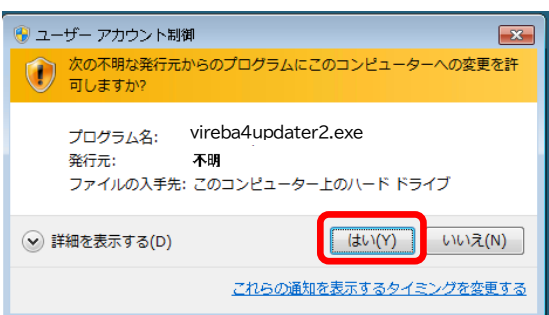 ユーザー アカウント制御
次の不明な発行元からのプログラムにこのコンピューターへの変更を許
可しますか?
プログラム名: vireba4updater2.exe
発行元: 不明
ファイルの入手先: このコンピューター上のハード ドライブ
詳細を表示する(D) はい(Y) いいえ(N)
これらの通知を表示するタイミングを変更する